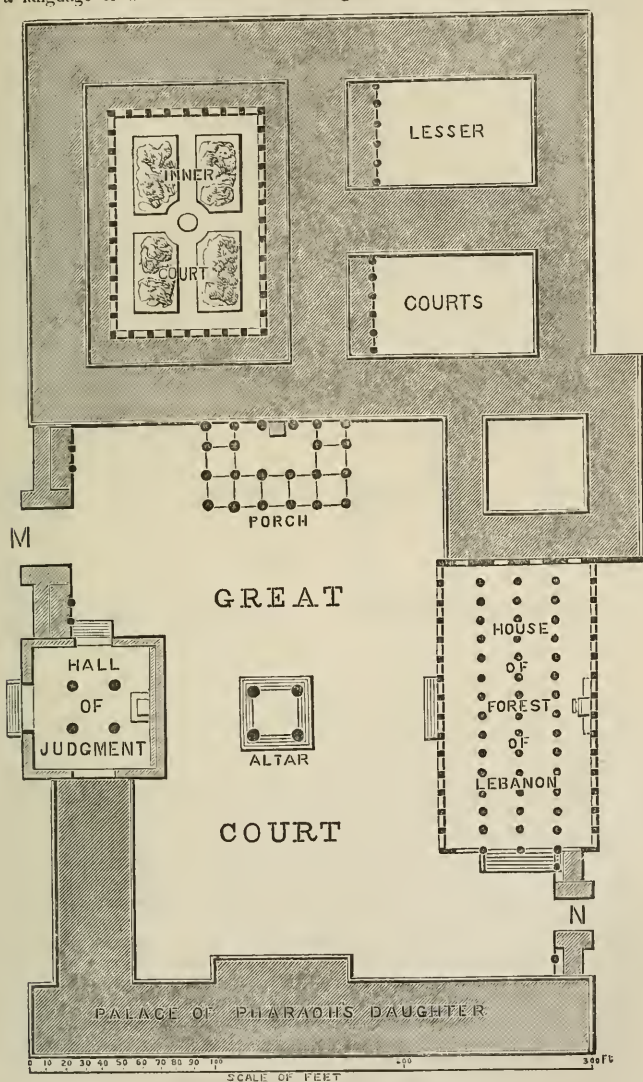 LESSER
INNER
COURT
COURTS
PORCH
M
GREAT
HALL
OF
JUDGMENT
HOUSE
OF
FOREST
OF
LEBANON
ALTAR
COURT
N
PALACE OF PHARAOH'S DAUGHTER
0 10 20 30 40 50 60 70 80 90 100 300 Ft
SCALE OF FEET